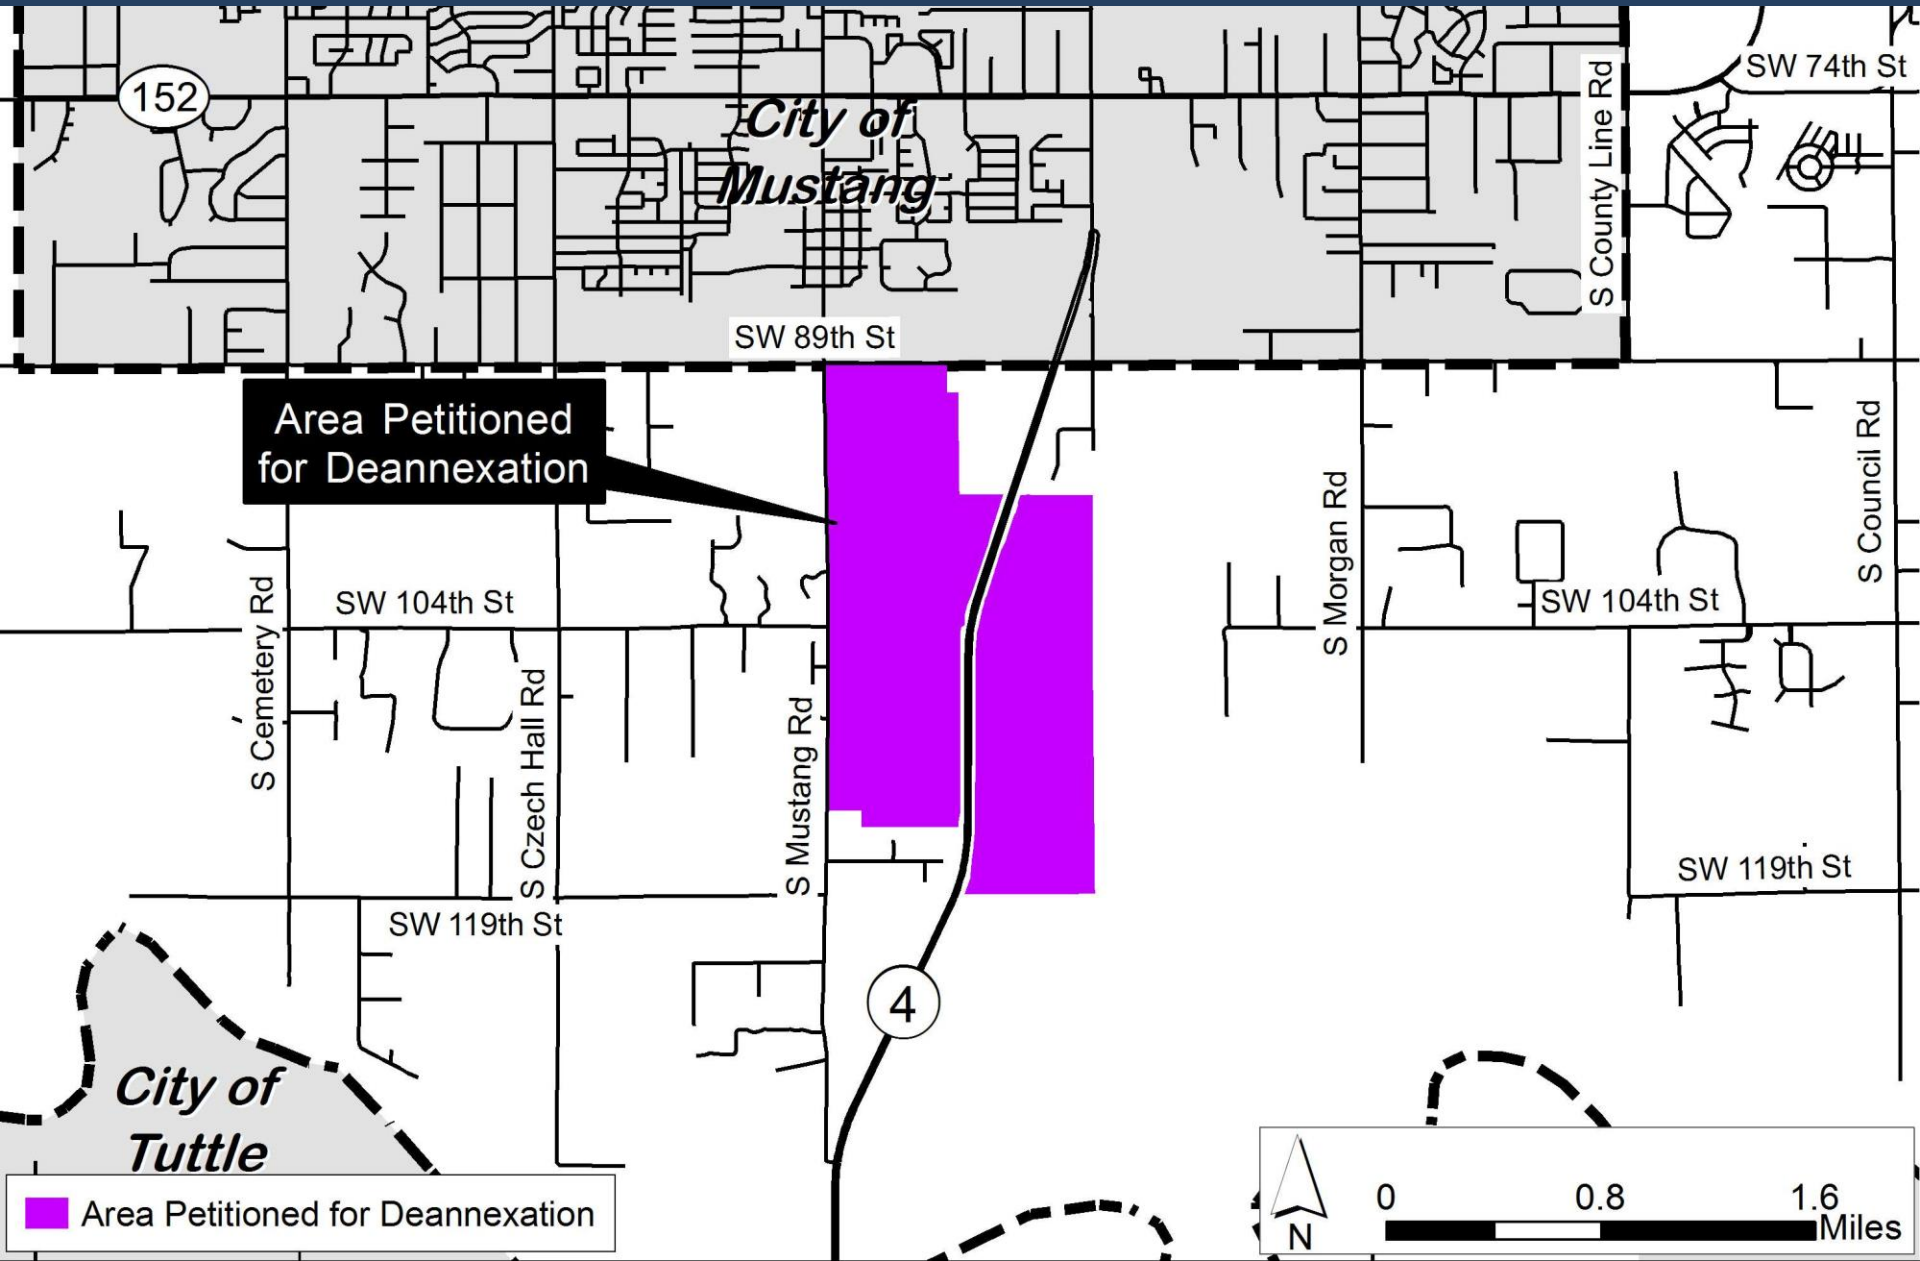 SW 74th St
152
City of
Mustang
S County Line Rd
SW 89th St
Area Petitioned
for Deannexation
S Council Rd
S Morgan Rd
SW 104th St
SW 104th St
S Cemetery Rd
S Czech Hall Rd
S Mustang Rd
SW 119th St
SW 119th St
4
City of
Tuttle
Area Petitioned for Deannexation
N
0 0.8 1.6
Miles